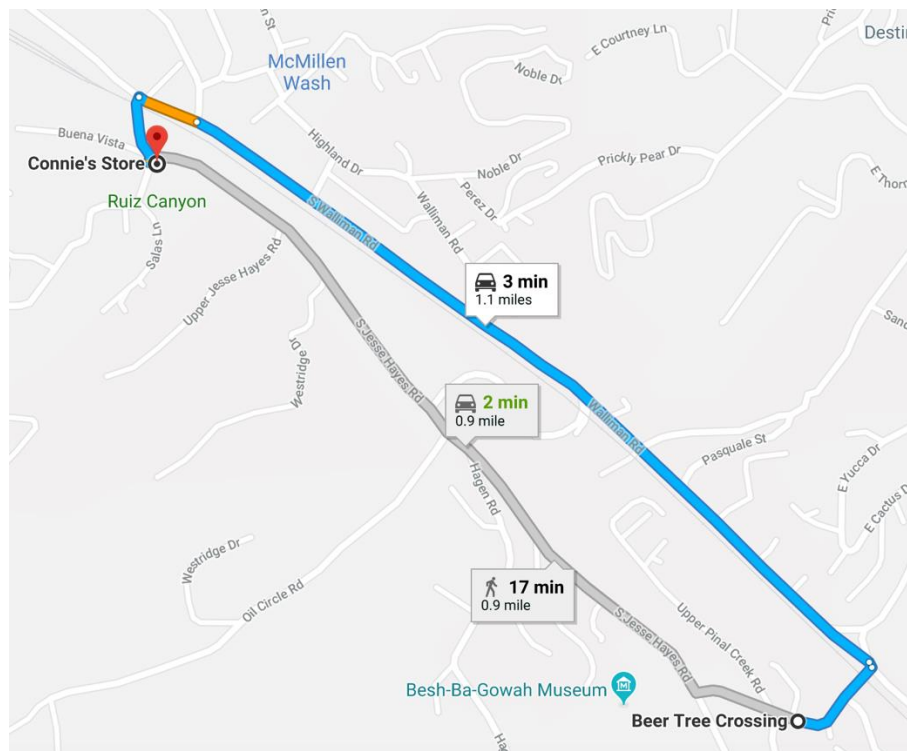 E Courtney Ln
Desti
McMillen
Wash
Noble Dr
Buena Vista
Highland Dr
Noble Dr
Prickly Pear Dr
Connie's Store
E Thor
Perez Dr
Ruiz Canyon
Walliman Rd
S Walliman Rd
Salas Ln
Upper Jesse Hayes Rd
3 min
1.1 miles
San
Westridge Dr
S Jesse Hayes Rd
2 min
0.9 mile
Walliman Rd
Pasquale St
E Yucca Dr
Hagen Rd
E Cactus D
Westridge Dr
17 min
0.9 mile
Oil Circle Rd
S Jesse Hayes Rd
Upper Pinal Creek Rd
Besh-Ba-Gowah Museum
Beer Tree Crossing